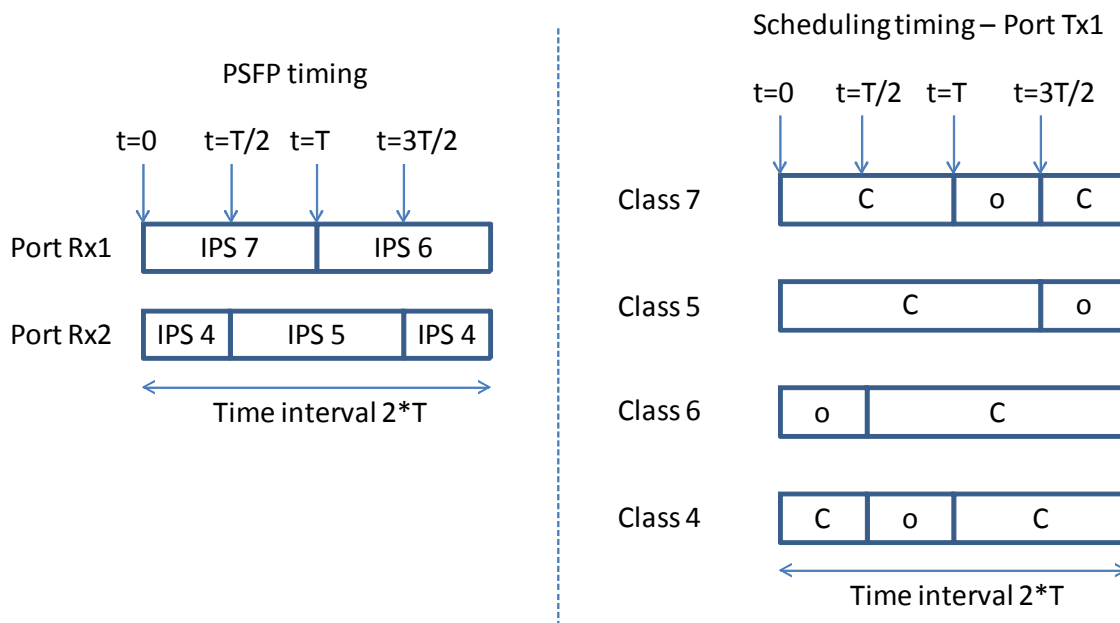 PSFP timing
t=0 t=T/2 t=T t=3T/2
Port Rx1 IPS 7 IPS 6
Port Rx2 IPS 4 IPS 5 IPS 4
Time interval 2*T
Scheduling timing – Port Tx1
t=0 t=T/2 t=T t=3T/2
Class 7 C o C
Class 5 C o
Class 6 o C
Class 4 C o C
Time interval 2*T